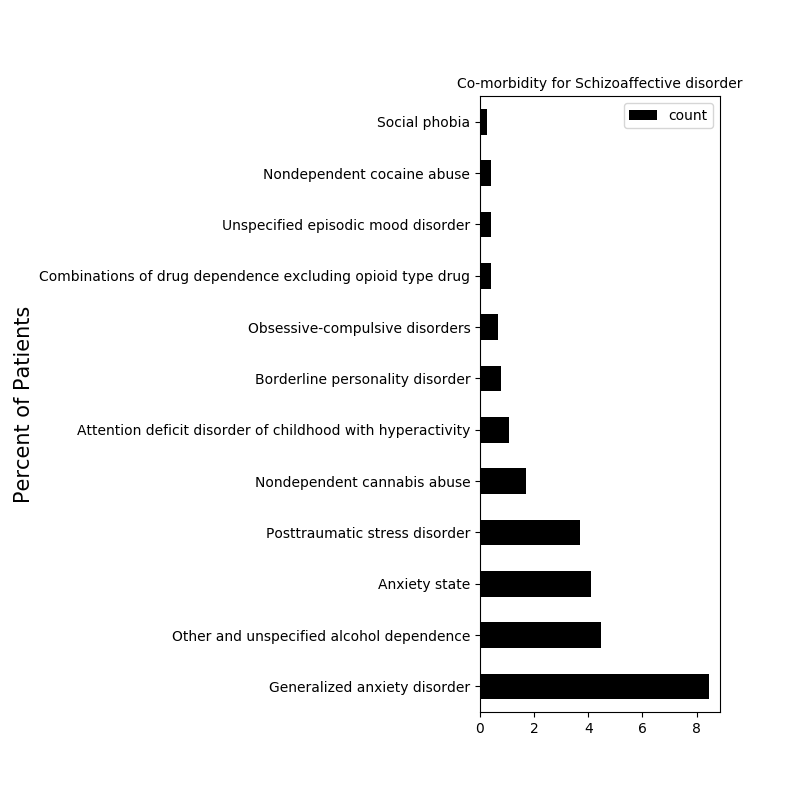 Co-morbidity for Schizoaffective disorder
count
Social phobia
Nondependent cocaine abuse
Unspecified episodic mood disorder
Combinations of drug dependence excluding opioid type drug
Obsessive-compulsive disorders
Borderline personality disorder
Attention deficit disorder of childhood with hyperactivity
Nondependent cannabis abuse
Posttraumatic stress disorder
Anxiety state
Other and unspecified alcohol dependence
Generalized anxiety disorder
Percent of Patients
0 2 4 6 8